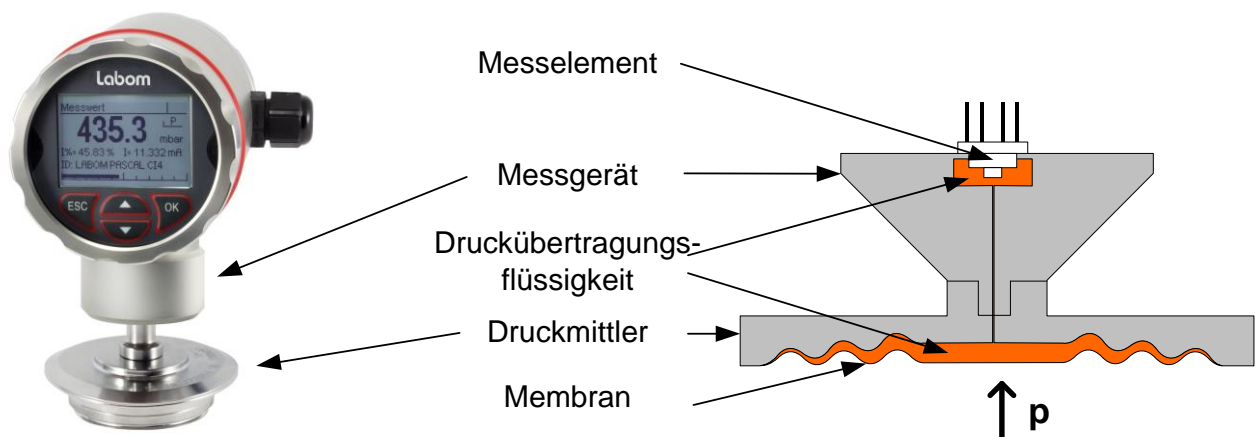 Labom
Messwert
P
435.3 mbar
I%= 45.83 % I= 11.332 mA
ID: LABOM PASCAL CI4
ESC
OK
Messelement
Messgerät
Druckübertragungs-
flüssigkeit
Druckmittler
Membran
p